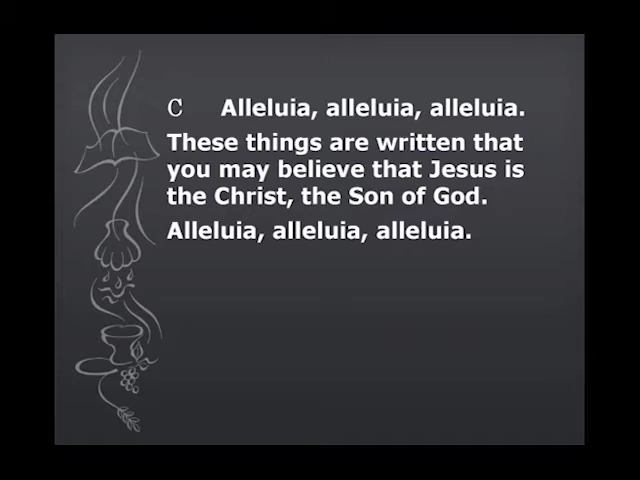 C Alleluia, alleluia, alleluia.
These things are written that
you may believe that Jesus is
the Christ, the Son of God.
Alleluia, alleluia, alleluia.